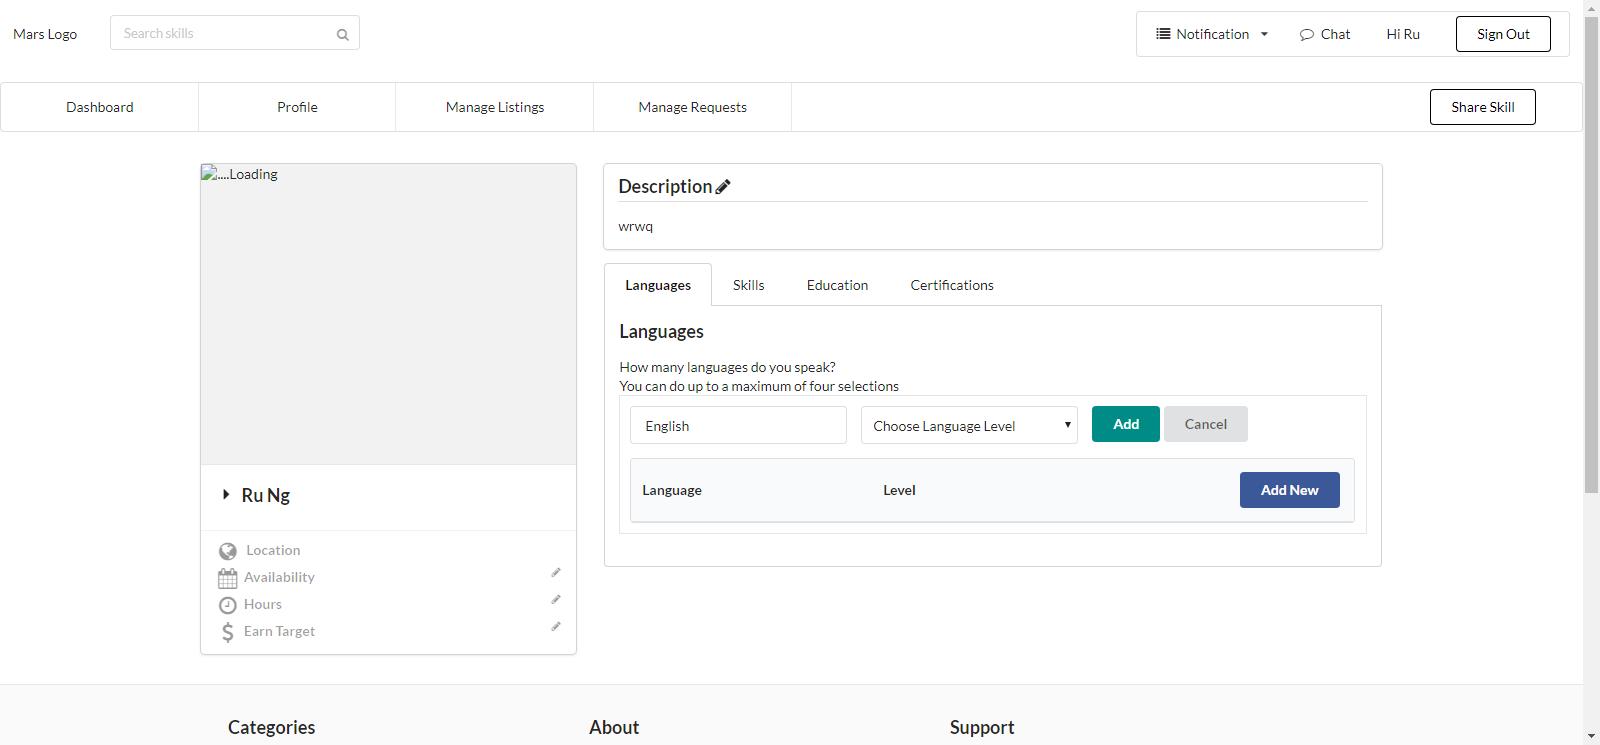 Mars Logo
Search skills
Notification
Chat
Hi Ru
Sign Out
Dashboard
Profile
Manage Listings
Manage Requests
Share Skill
....Loading
Ru Ng
Location
Availability
Hours
Earn Target
Description
wrwq
Languages
Skills
Education
Certifications
Languages
How many languages do you speak?
You can do up to a maximum of four selections
English
Choose Language Level
Add
Cancel
Language
Level
Add New
Categories
About
Support